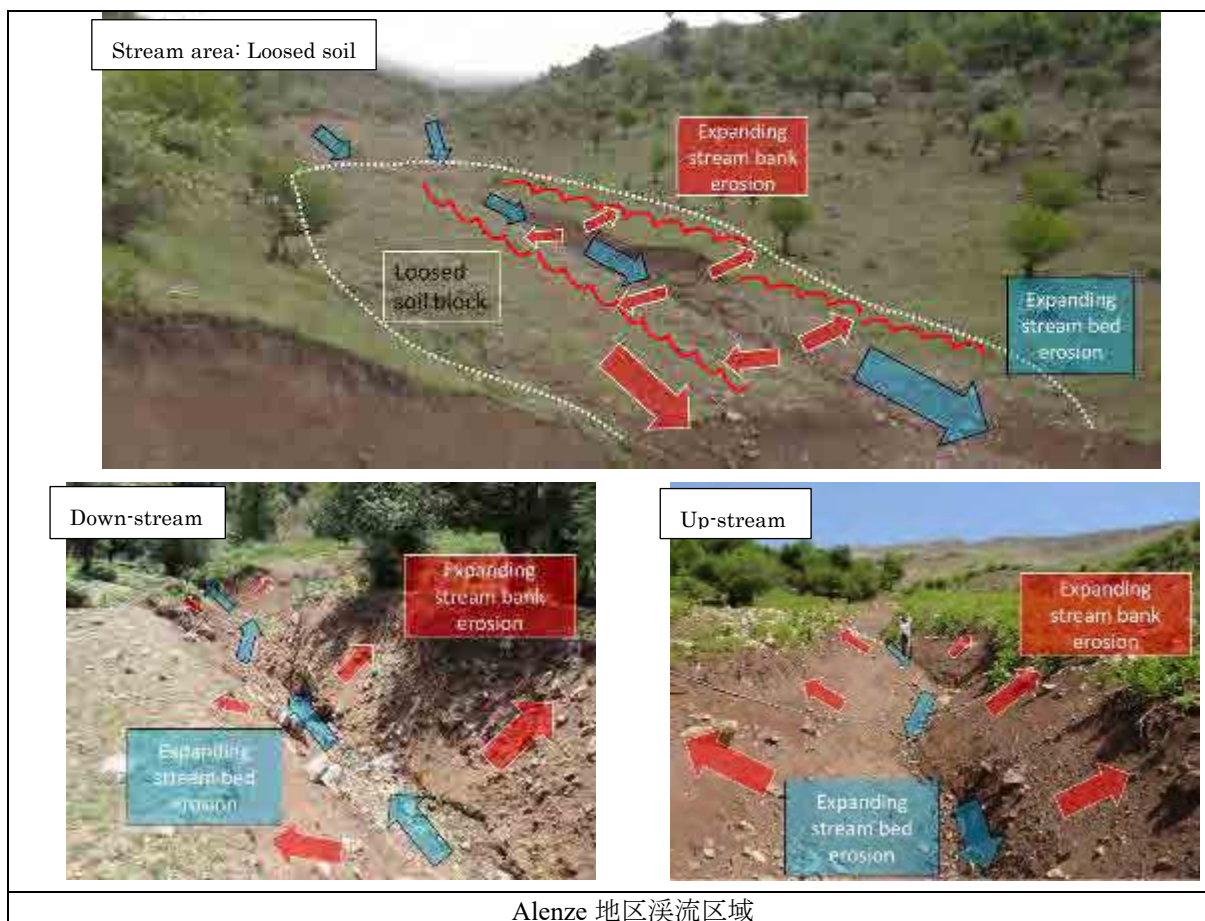 Stream area: Loosed soil
Expanding
stream bank
erosion
Loosed
soil block
Expanding
stream bed
erosion
Down-stream
Expanding
stream bank
erosion
Expanding
stream bed
erosion
Up-stream
Expanding
stream bank
erosion
Expanding
stream bed
erosion
Alenze 地区渓流区域